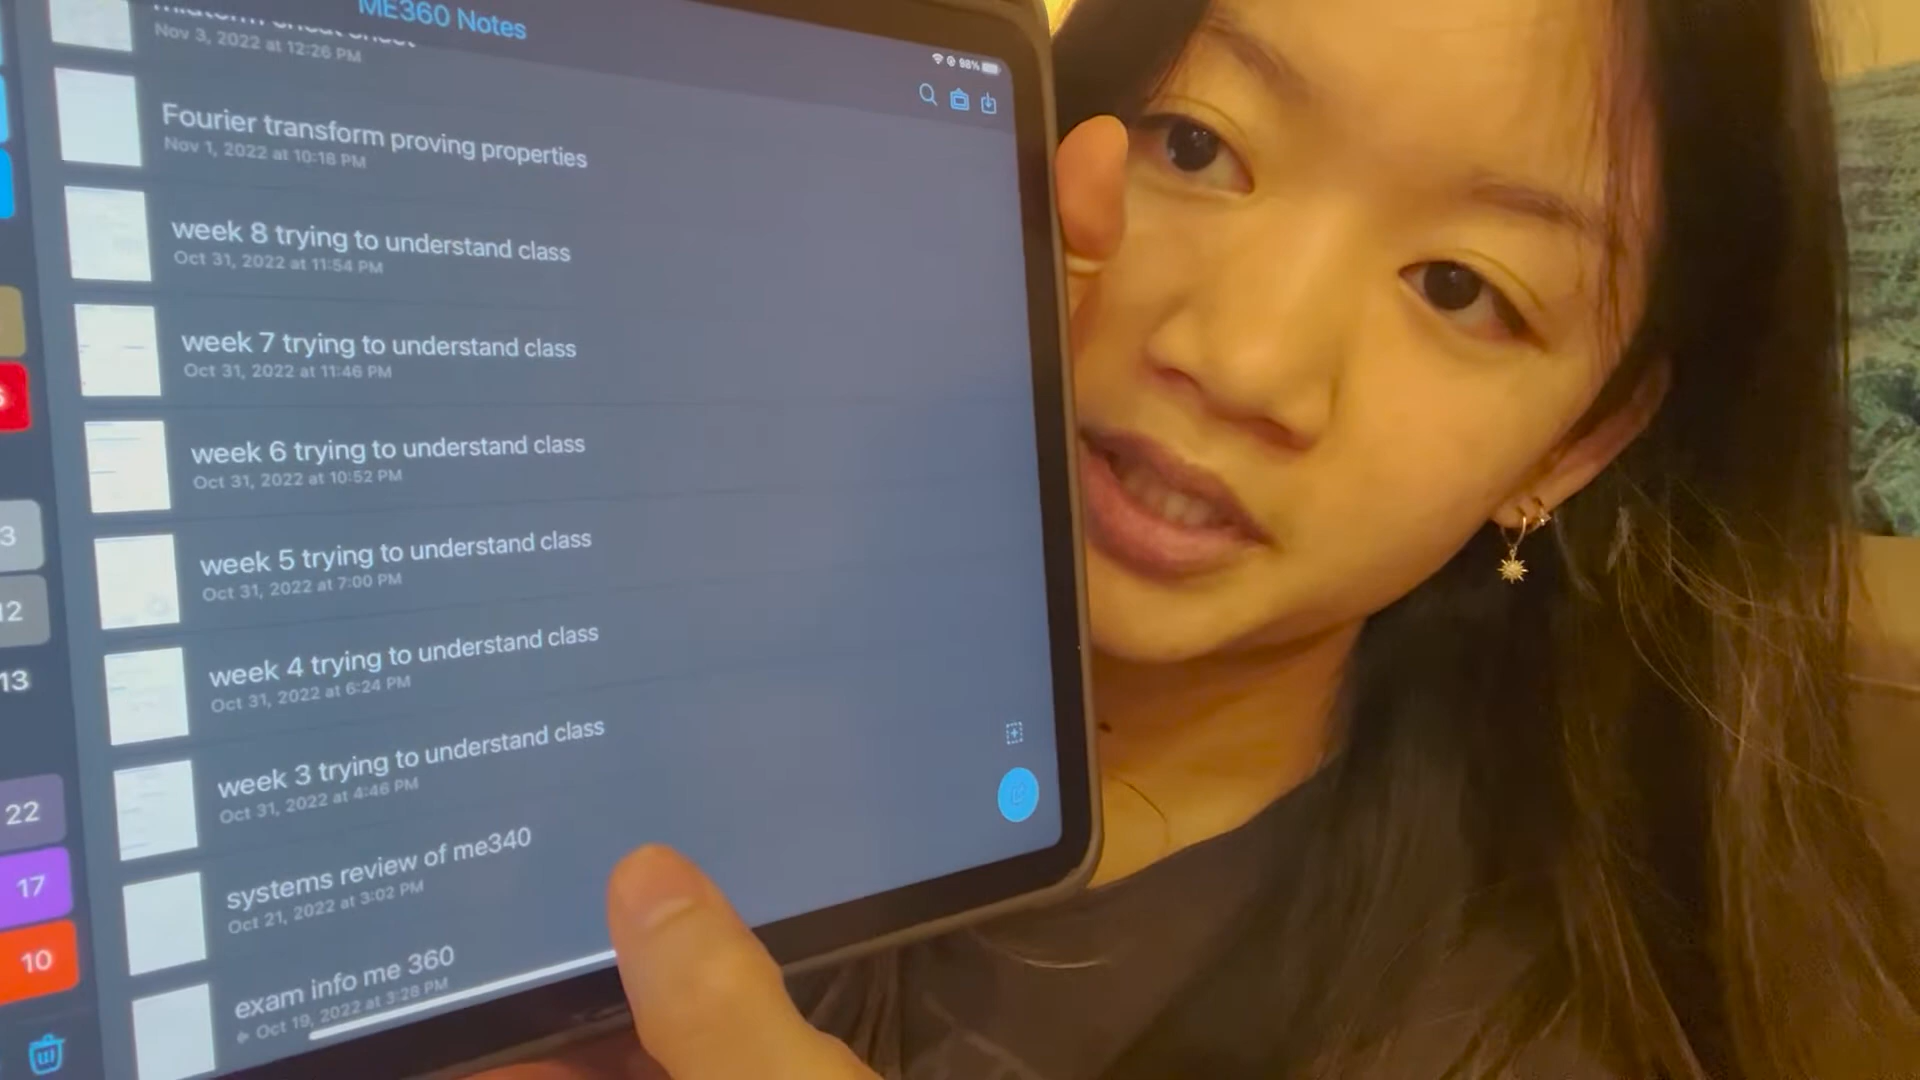 ME360 Notes
midterm cheat sheet
Nov 3, 2022 at 12:26 PM
98%
Fourier transform proving properties
Nov 1, 2022 at 10:18 PM
week 8 trying to understand class
Oct 31, 2022 at 11:54 PM
week 7 trying to understand class
Oct 31, 2022 at 11:46 PM
week 6 trying to understand class
Oct 31, 2022 at 10:52 PM
3
week 5 trying to understand class
Oct 31, 2022 at 7:00 PM
12
week 4 trying to understand class
Oct 31, 2022 at 6:24 PM
13
week 3 trying to understand class
Oct 31, 2022 at 4:46 PM
22
systems review of me340
Oct 21, 2022 at 3:02 PM
17
exam info me 360
Oct 19, 2022 at 3:28 PM
10